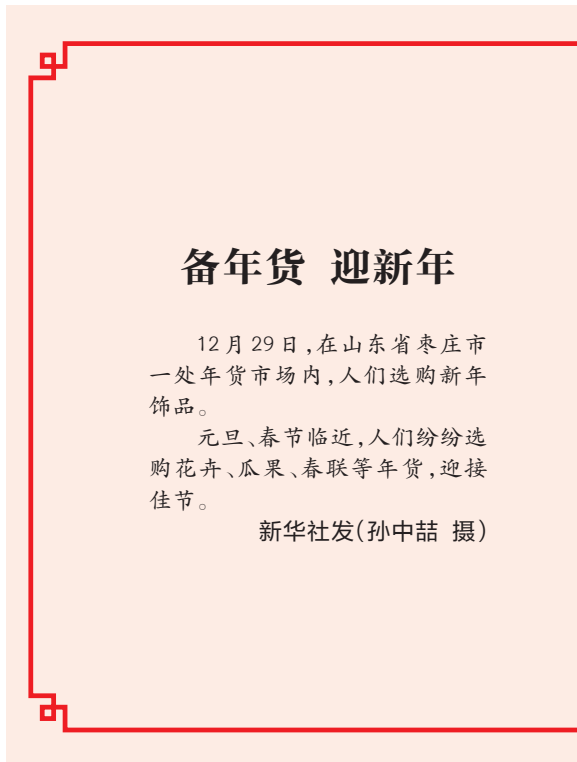 备年货 迎新年
12月29日,在山东省枣庄市
一处年货市场内,人们选购新年
饰品。
元旦、春节临近,人们纷纷选
购花卉、瓜果、春联等年货,迎接
佳节。
新华社发(孙中喆 摄)